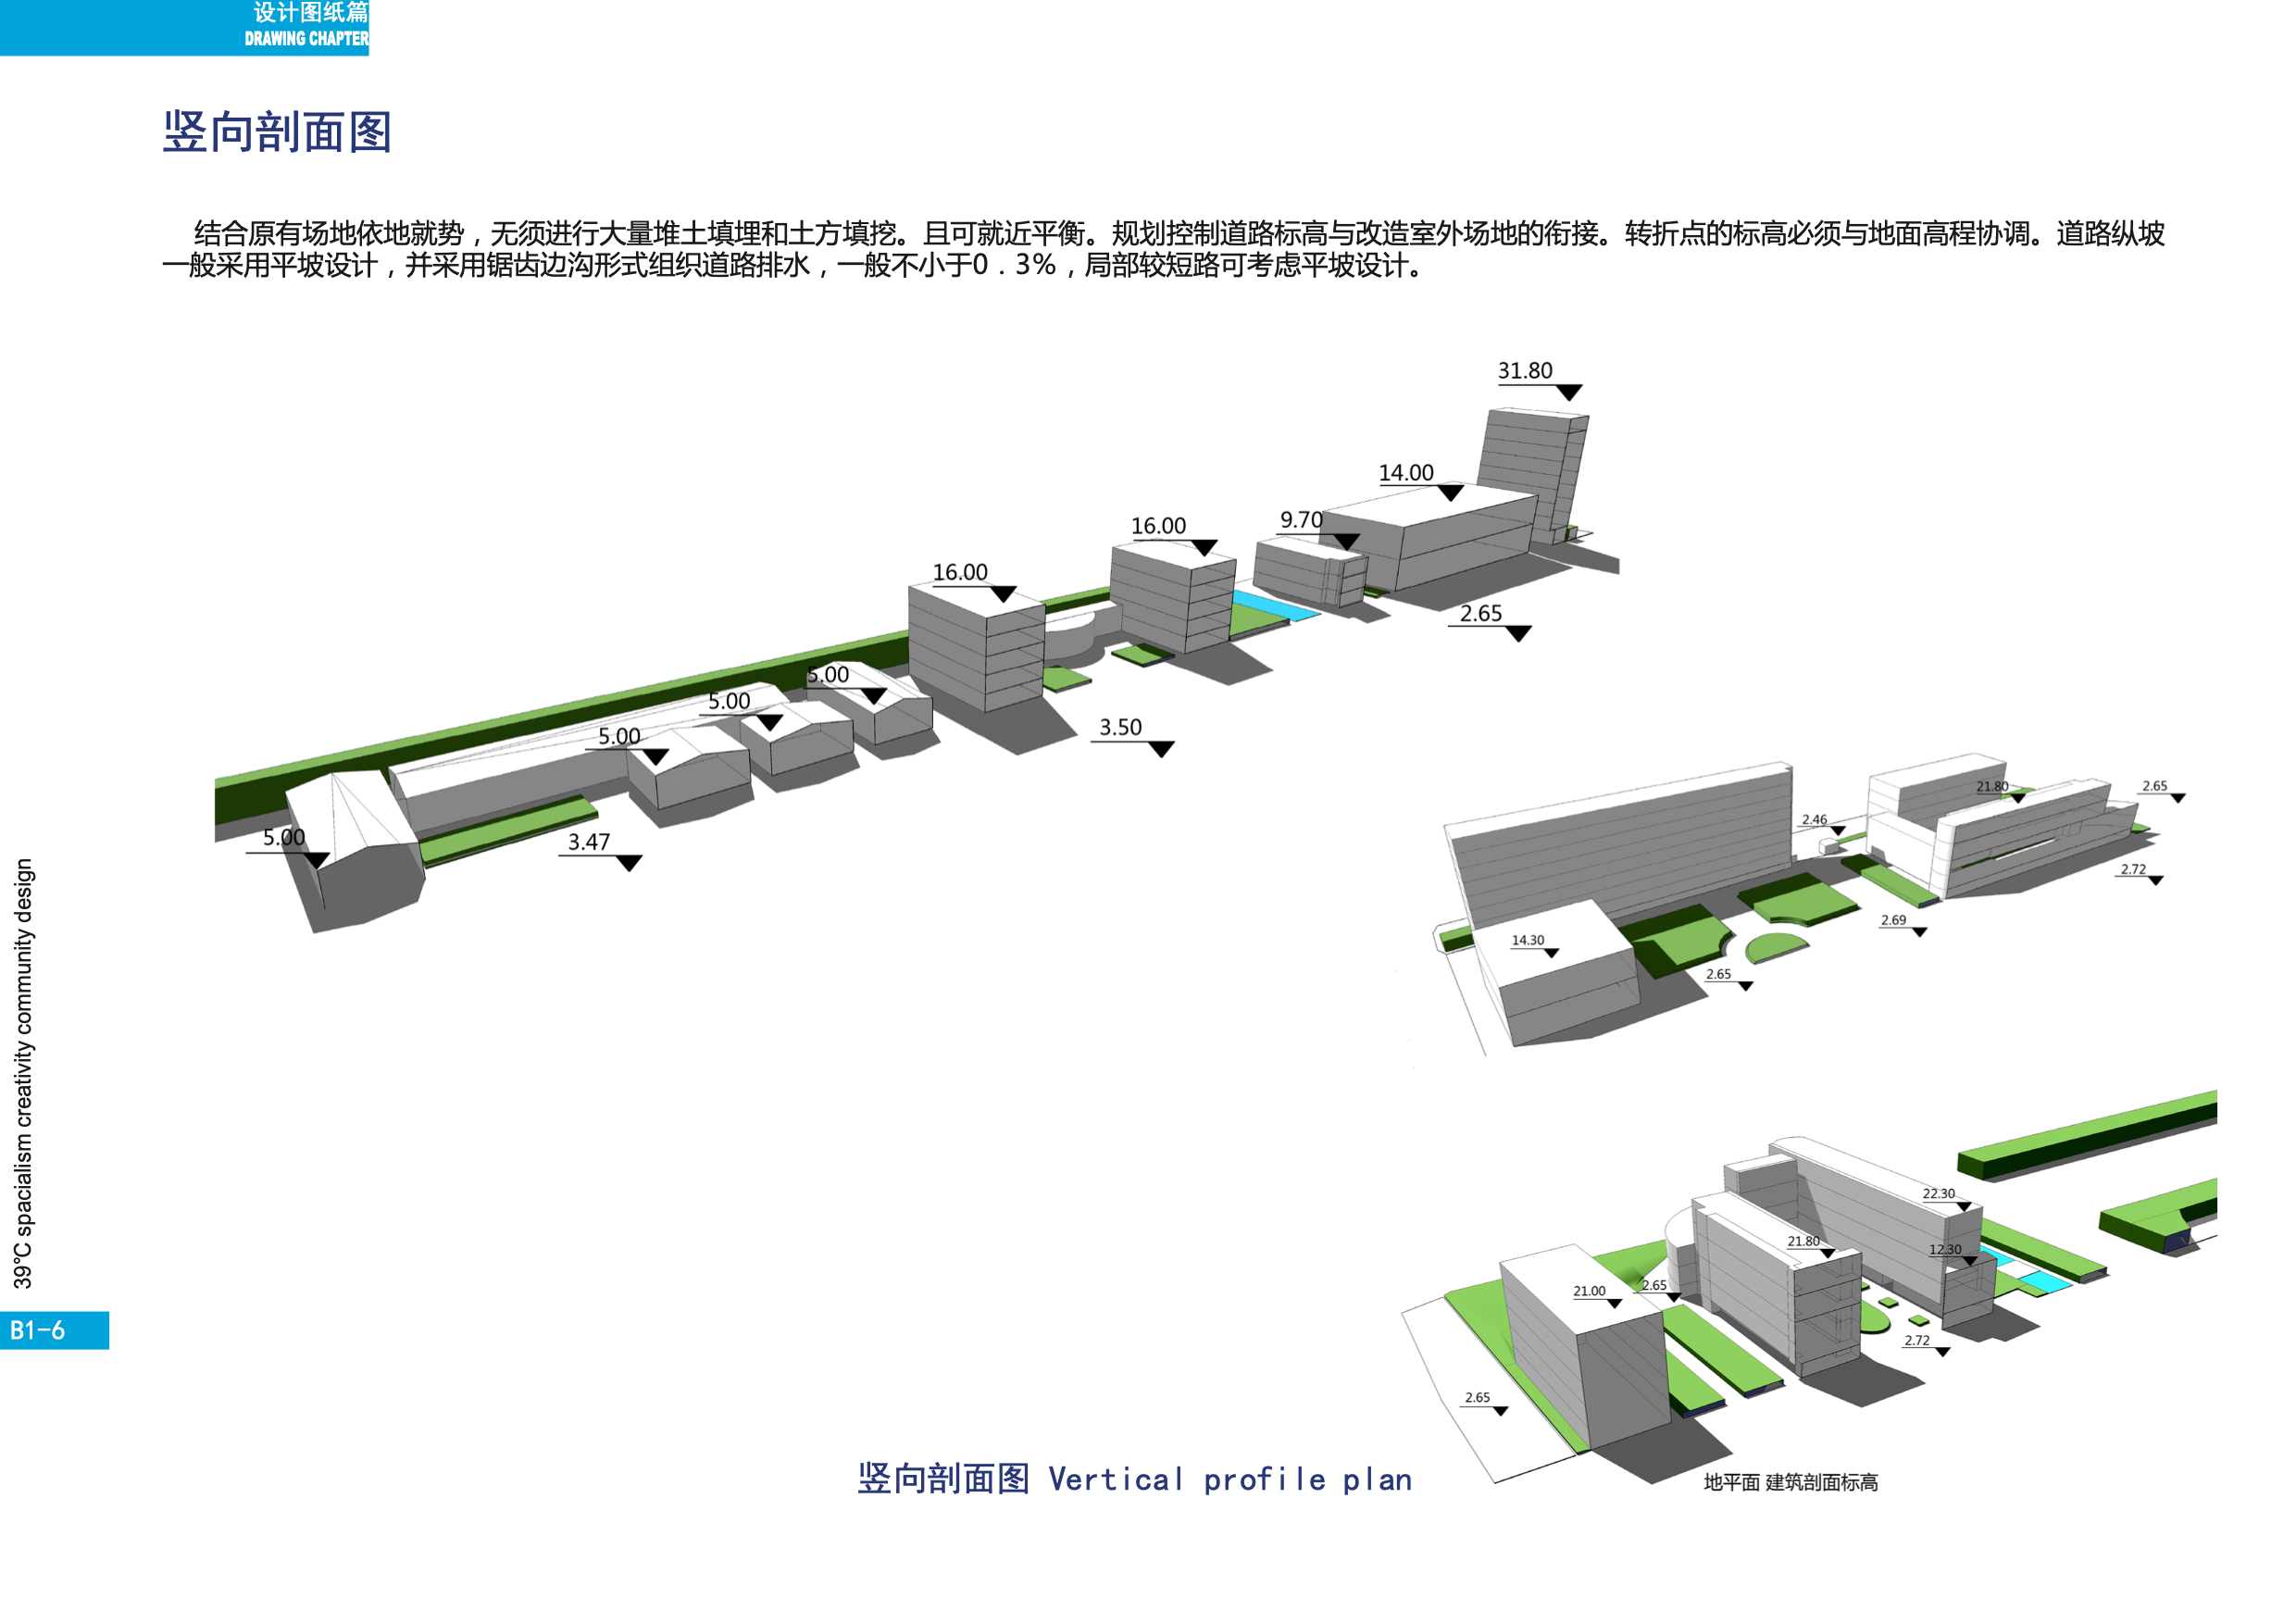 设计图纸篇
DRAWING CHAPTER
竖向剖面图
结合原有场地依地就势，无须进行大量堆土填埋和土方填挖。且可就近平衡。规划控制道路标高与改造室外场地的衔接。转折点的标高必须与地面高程协调。道路纵坡
一般采用平坡设计，并采用锯齿边沟形式组织道路排水，一般不小于0．3%，局部较短路可考虑平坡设计。
31.80
14.00
9.70
16.00
16.00
2.65
5.00
5.00
5.00
3.50
5.00
3.47
21.80
2.65
2.46
2.72
2.69
14.30
2.65
22.30
21.80
12.30
21.00
2.65
2.72
2.65
39℃ spacialism creativity community design
B1-6
竖向剖面图 Vertical profile plan
地平面 建筑剖面标高